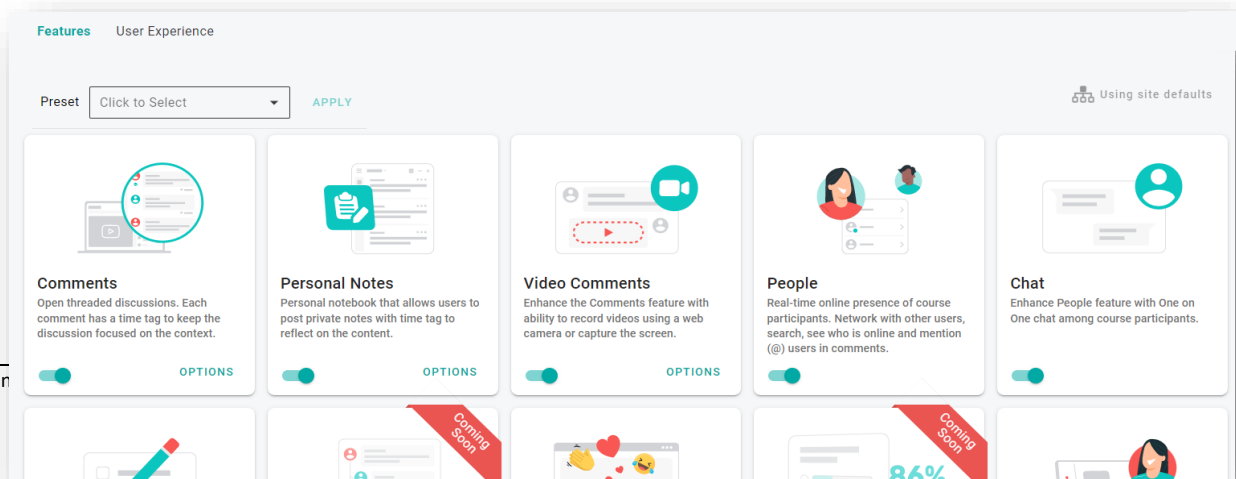 Features User Experience
Preset Click to Select APPLY Using site defaults
Comments
Open threaded discussions. Each
comment has a time tag to keep the
discussion focused on the context.
OPTIONS
Personal Notes
Personal notebook that allows users to
post private notes with time tag to
reflect on the content.
OPTIONS
Video Comments
Enhance the Comments feature with
ability to record videos using a web
camera or capture the screen.
OPTIONS
People
Real-time online presence of course
participants. Network with other users,
search, see who is online and mention
(@) users in comments.
Chat
Enhance People feature with One on
One chat among course participants.
Coming
Soon
Coming
Soon
86%